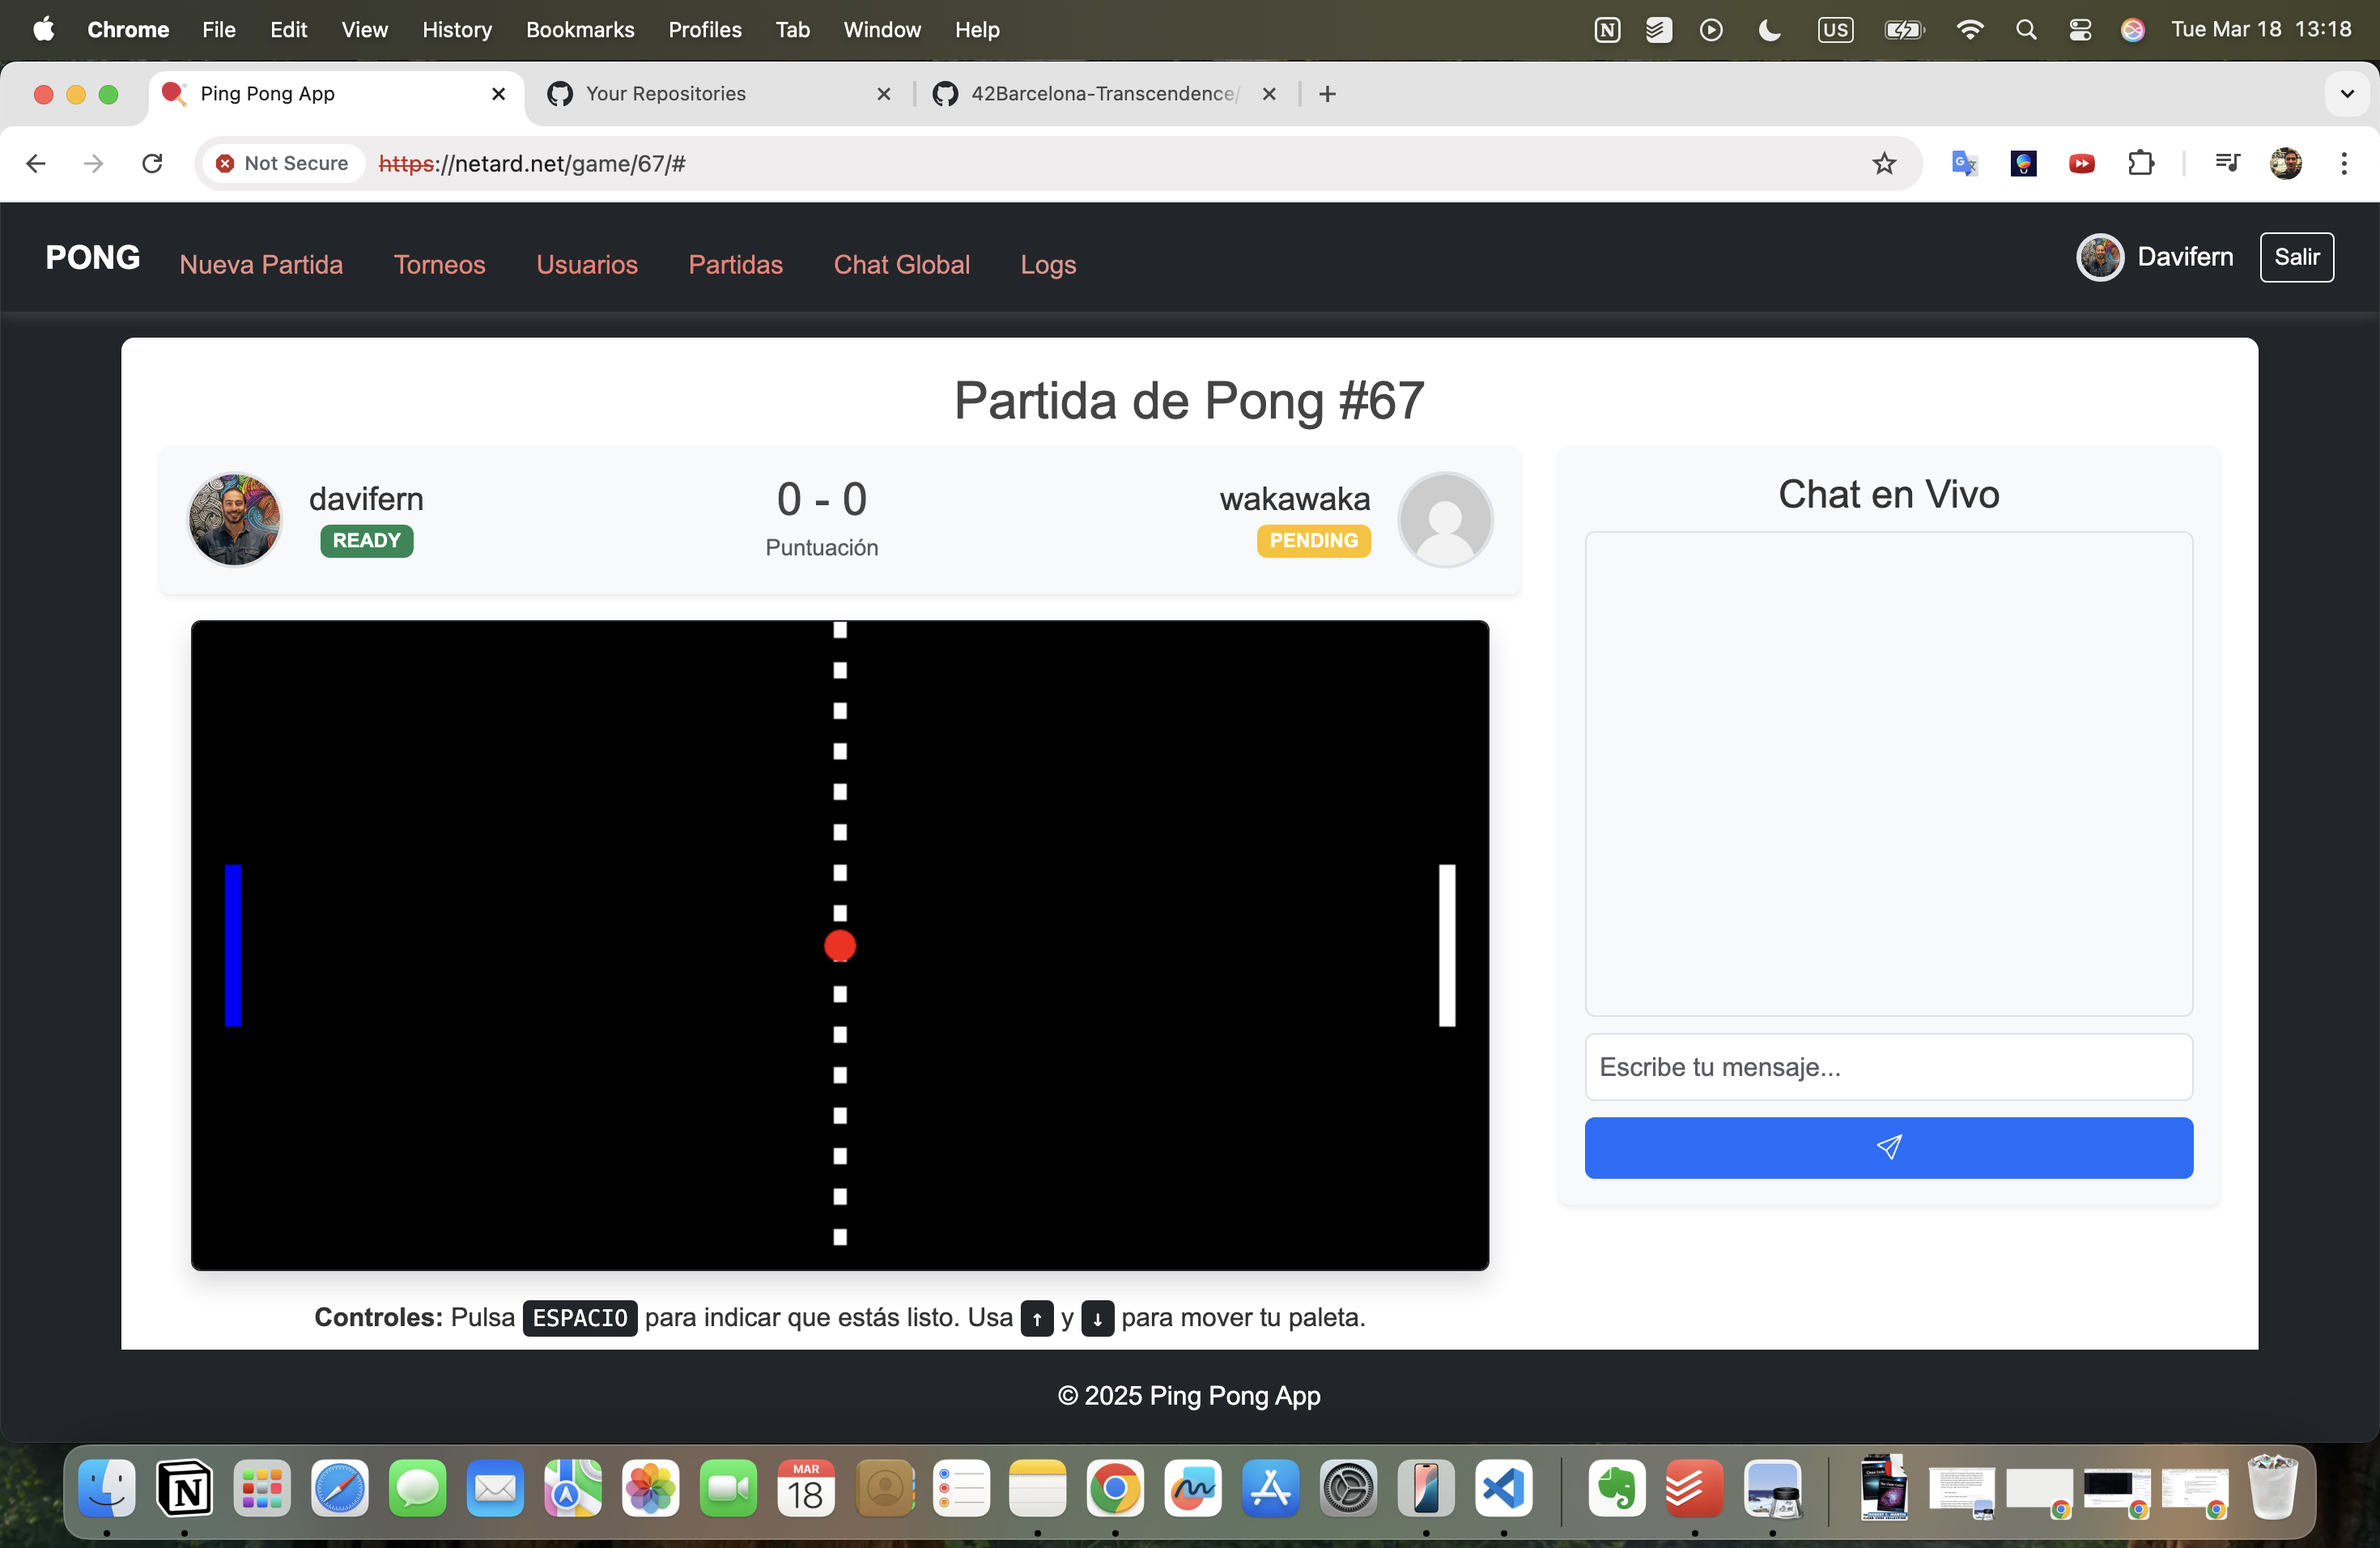 Chrome File Edit View History Bookmarks Profiles Tab Window Help US Tue Mar 18 13:18
Ping Pong App Your Repositories 42Barcelona-Transcendence/
Not Secure https://netard.net/game/67/#
PONG Nueva Partida Torneos Usuarios Partidas Chat Global Logs Davifern Salir
Partida de Pong #67
davifern 0 - 0 wakawaka
READY Puntuación PENDING
Chat en Vivo
Escribe tu mensaje...
Controles: Pulsa ESPACIO para indicar que estás listo. Usa ↑ y ↓ para mover tu paleta.
© 2025 Ping Pong App
MAR
18